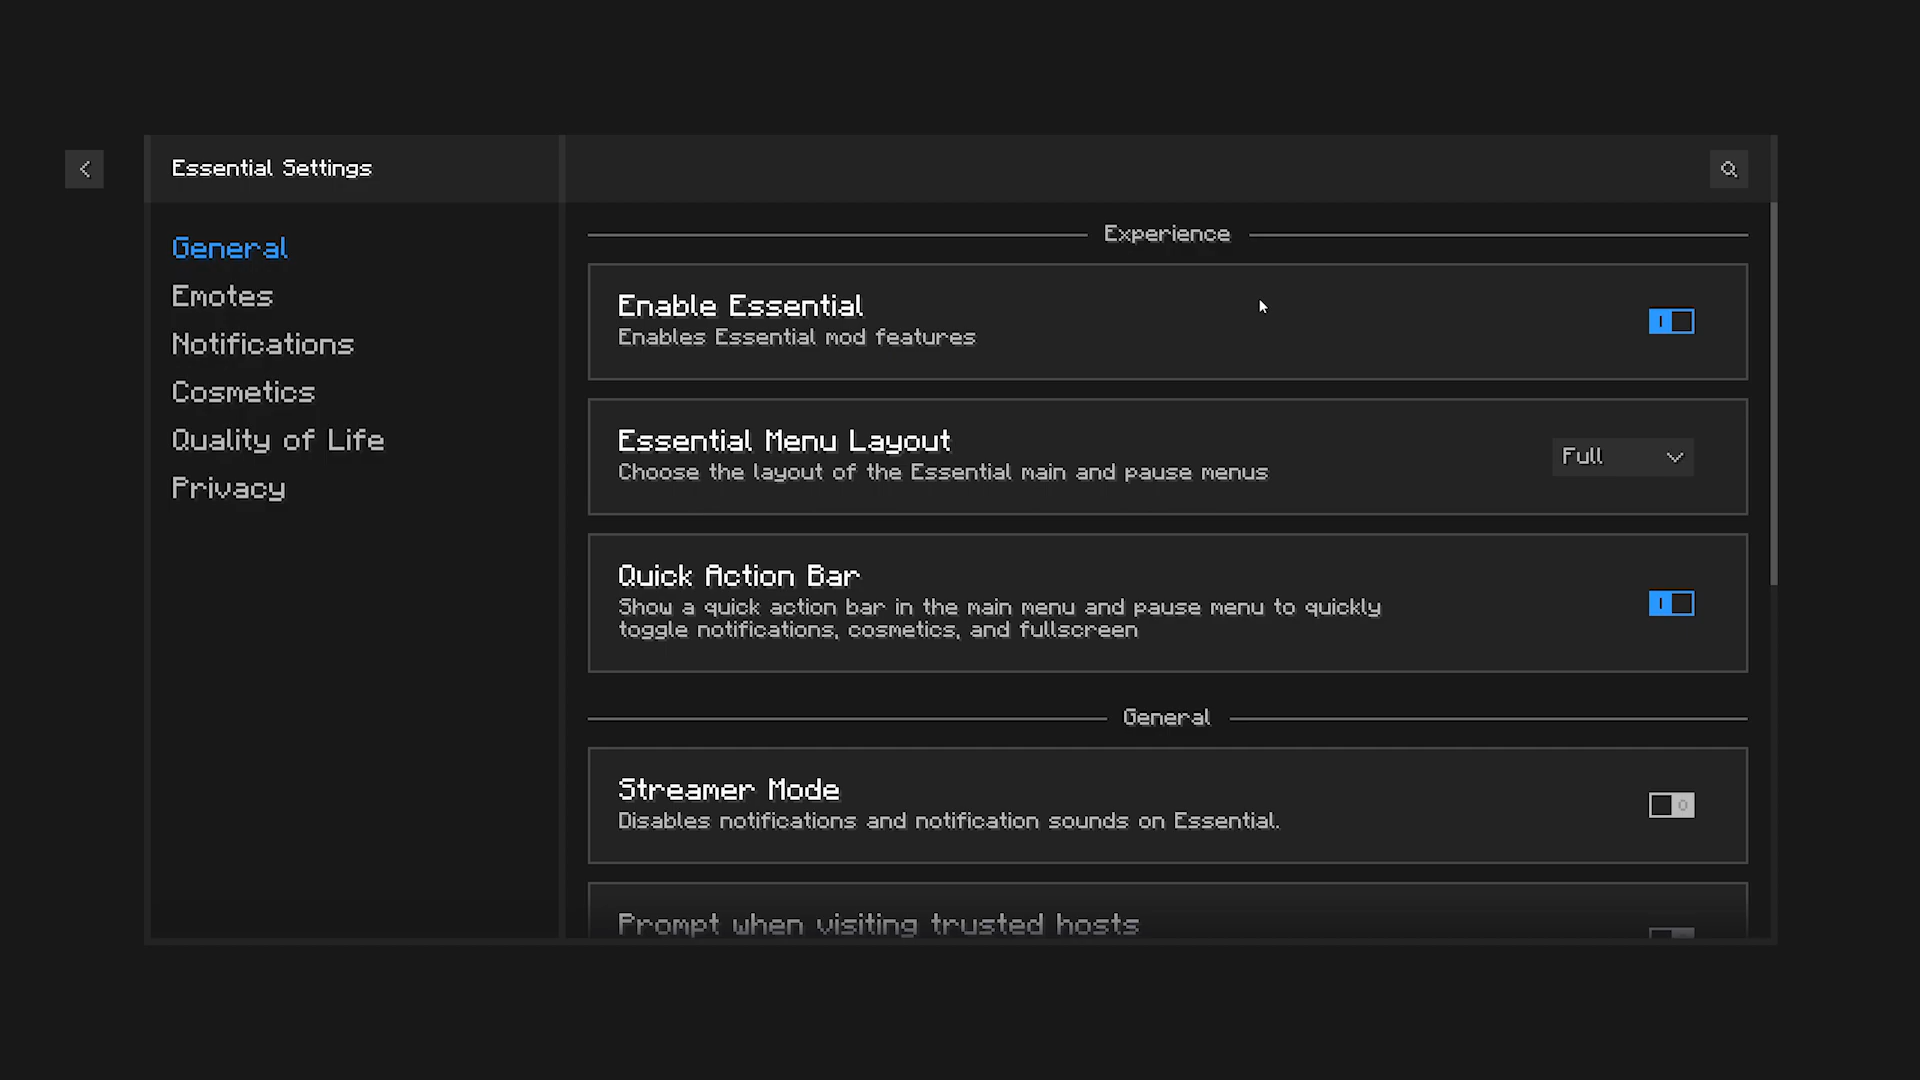 Essential Settings
General
Emotes
Notifications
Cosmetics
Quality of Life
Privacy
Experience
Enable Essential
Enables Essential mod features
Essential Menu Layout
Choose the layout of the Essential main and pause menus
Full
Quick Action Bar
Show a quick action bar in the main menu and pause menu to quickly
toggle notifications, cosmetics, and fullscreen
General
Streamer Mode
Disables notifications and notification sounds on Essential.
Prompt when visiting trusted hosts